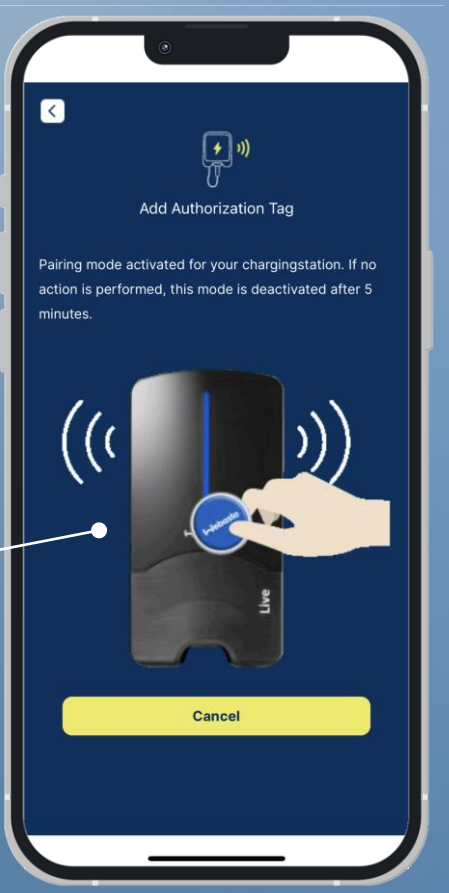 Add Authorization Tag
Pairing mode activated for your chargingstation. If no
action is performed, this mode is deactivated after 5
minutes.
Webasto
Live
Cancel